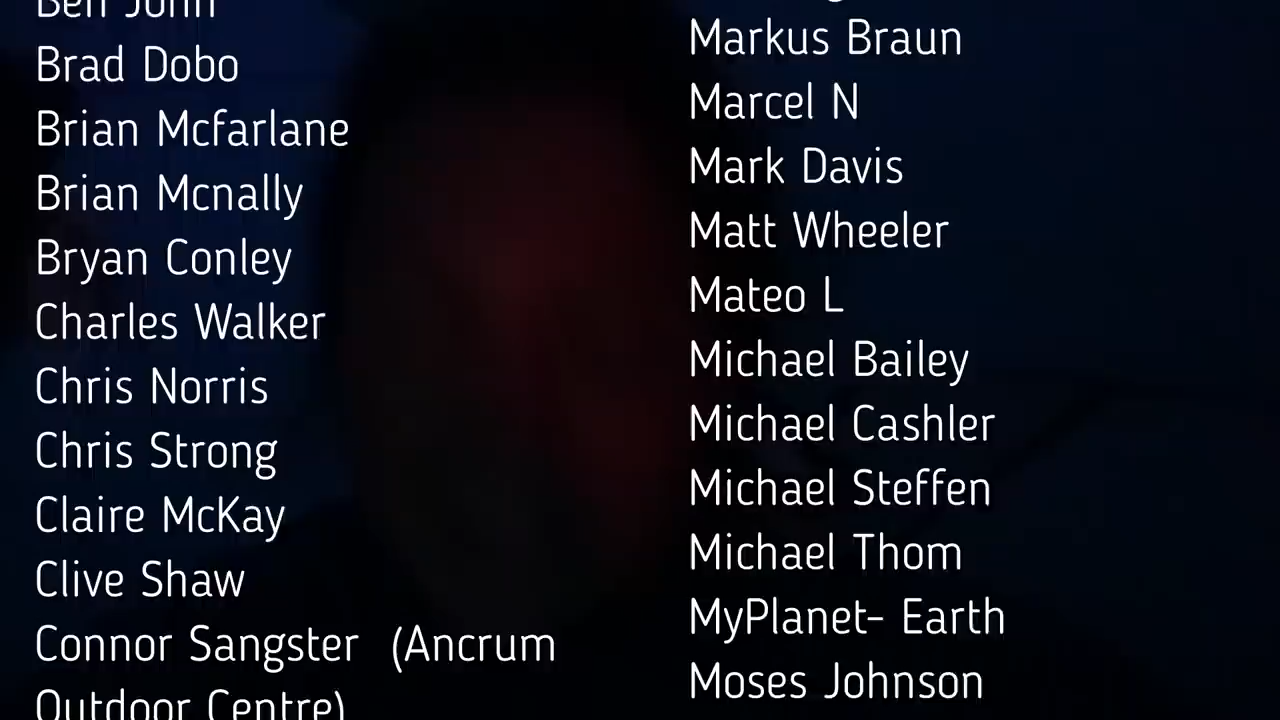 Ben John
Brad Dobo
Brian Mcfarlane
Brian Mcnally
Bryan Conley
Charles Walker
Chris Norris
Chris Strong
Claire McKay
Clive Shaw
Connor Sangster (Ancrum
Outdoor Centre)
Markus Braun
Marcel N
Mark Davis
Matt Wheeler
Mateo L
Michael Bailey
Michael Cashler
Michael Steffen
Michael Thom
MyPlanet- Earth
Moses Johnson